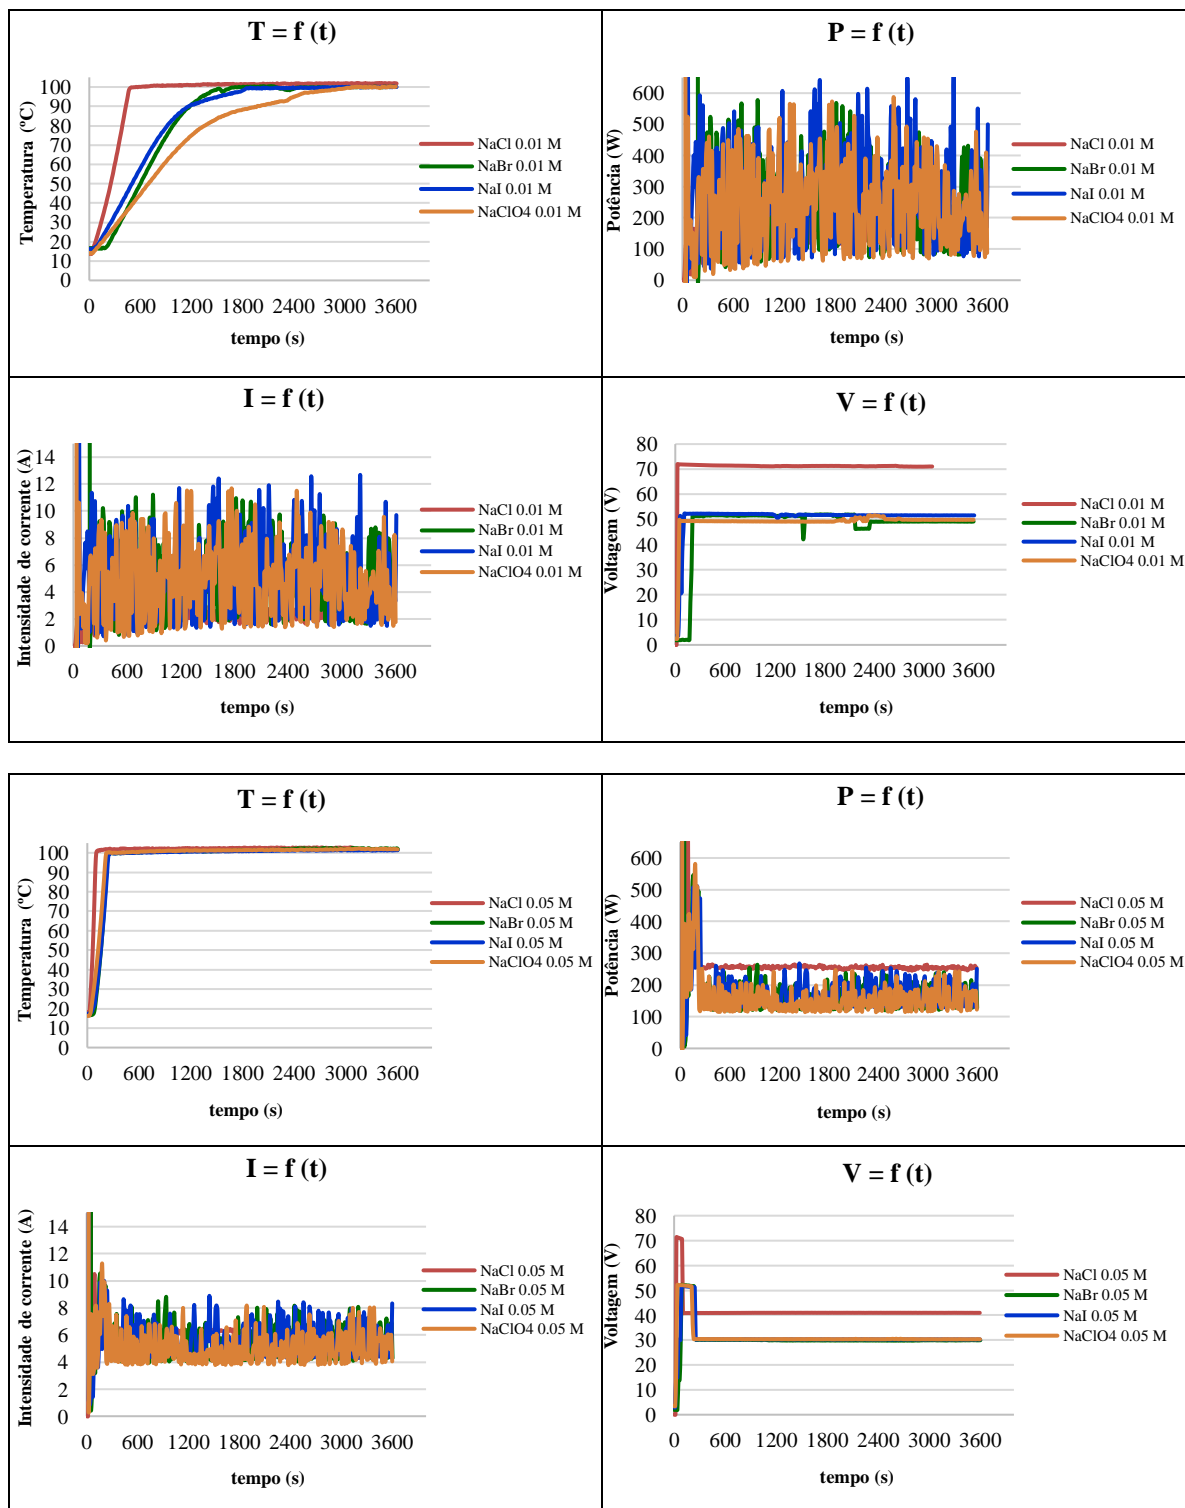 T = f (t)
Temperatura (ºC)
100
90
80
70
60
50
40
30
20
10
0
0 600 1200 1800 2400 3000 3600
tempo (s)
NaCl 0.01 M
NaBr 0.01 M
NaI 0.01 M
NaClO4 0.01 M
P = f (t)
Potência (W)
600
500
400
300
200
100
0
0 600 1200 1800 2400 3000 3600
tempo (s)
NaCl 0.01 M
NaBr 0.01 M
NaI 0.01 M
NaClO4 0.01 M
I = f (t)
Intensidade de corrente (A)
14
12
10
8
6
4
2
0
0 600 1200 1800 2400 3000 3600
tempo (s)
NaCl 0.01 M
NaBr 0.01 M
NaI 0.01 M
NaClO4 0.01 M
V = f (t)
Voltagem (V)
80
70
60
50
40
30
20
10
0
0 600 1200 1800 2400 3000 3600
tempo (s)
NaCl 0.01 M
NaBr 0.01 M
NaI 0.01 M
NaClO4 0.01 M
T = f (t)
Temperatura (ºC)
100
90
80
70
60
50
40
30
20
10
0
0 600 1200 1800 2400 3000 3600
tempo (s)
NaCl 0.05 M
NaBr 0.05 M
NaI 0.05 M
NaClO4 0.05 M
P = f (t)
Potência (W)
600
500
400
300
200
100
0
0 600 1200 1800 2400 3000 3600
tempo (s)
NaCl 0.05 M
NaBr 0.05 M
NaI 0.05 M
NaClO4 0.05 M
I = f (t)
Intensidade de corrente (A)
14
12
10
8
6
4
2
0
0 600 1200 1800 2400 3000 3600
tempo (s)
NaCl 0.05 M
NaBr 0.05 M
NaI 0.05 M
NaClO4 0.05 M
V = f (t)
Voltagem (V)
80
70
60
50
40
30
20
10
0
0 600 1200 1800 2400 3000 3600
tempo (s)
NaCl 0.05 M
NaBr 0.05 M
NaI 0.05 M
NaClO4 0.05 M